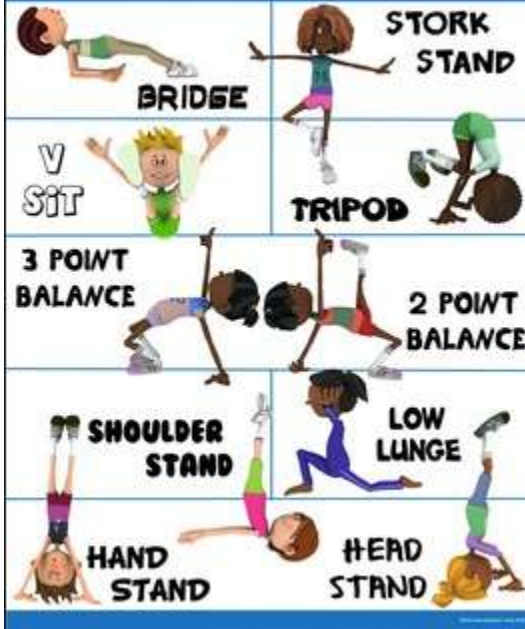 BRIDGE
STORK
STAND
V
SiT
TRIPOD
3 POINT
BALANCE
2 POINT
BALANCE
SHOULDER
STAND
LOW
LUNGE
HAND
STAND
HEAD
STAND